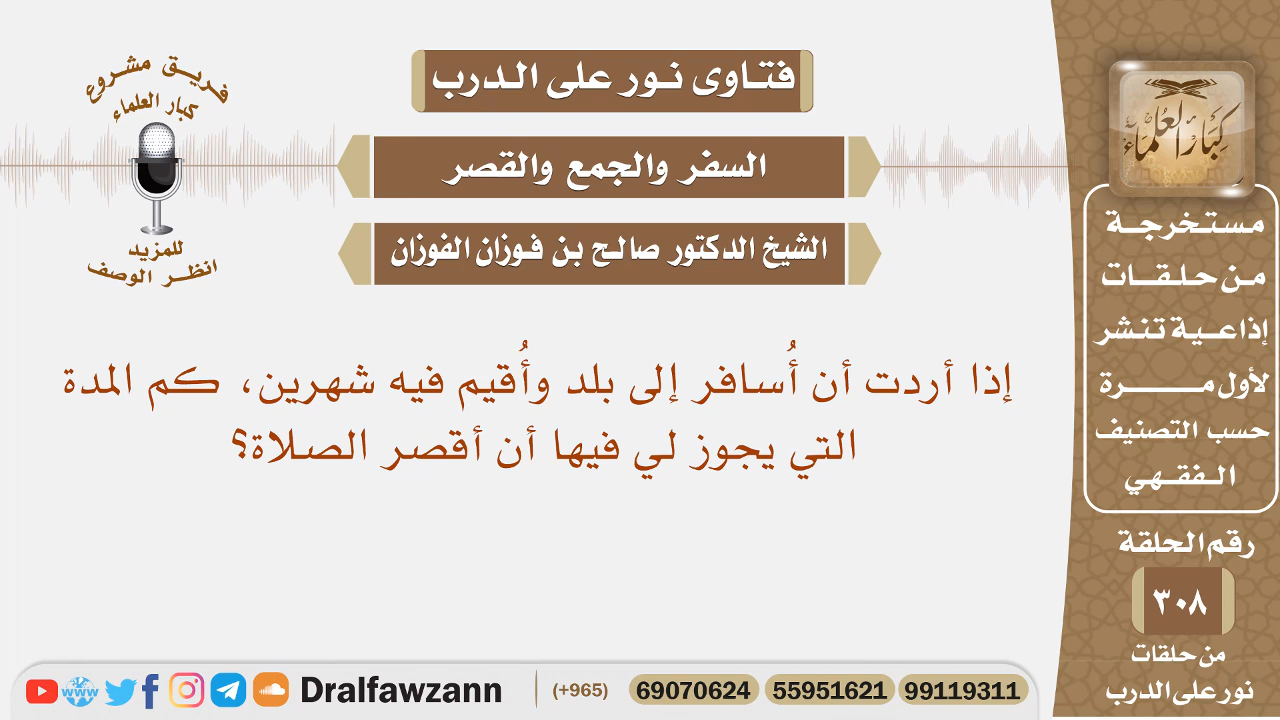 فتاوى نور على الدرب
السفر والجمع والقصر
الشيخ الدكتور صالح بن فوزان الفوزان
إذا أردت أن أُسافر إلى بلد وأُقيم فيه شهرين، كم المدة
التي يجوز لي فيها أن أقصر الصلاة؟
فريق مشروع
كبار العلماء
للمزيد
انظر الوصف
كِبَارُ العُلَمَاء
مستخرجة
من حلقات
إذاعية تنشر
لأول مرة
حسب التصنيف
الفقهي
رقم الحلقة
٣٠٨
من حلقات
نور على الدرب
www
Dralfawzann
(+965)
69070624
55951621
99119311